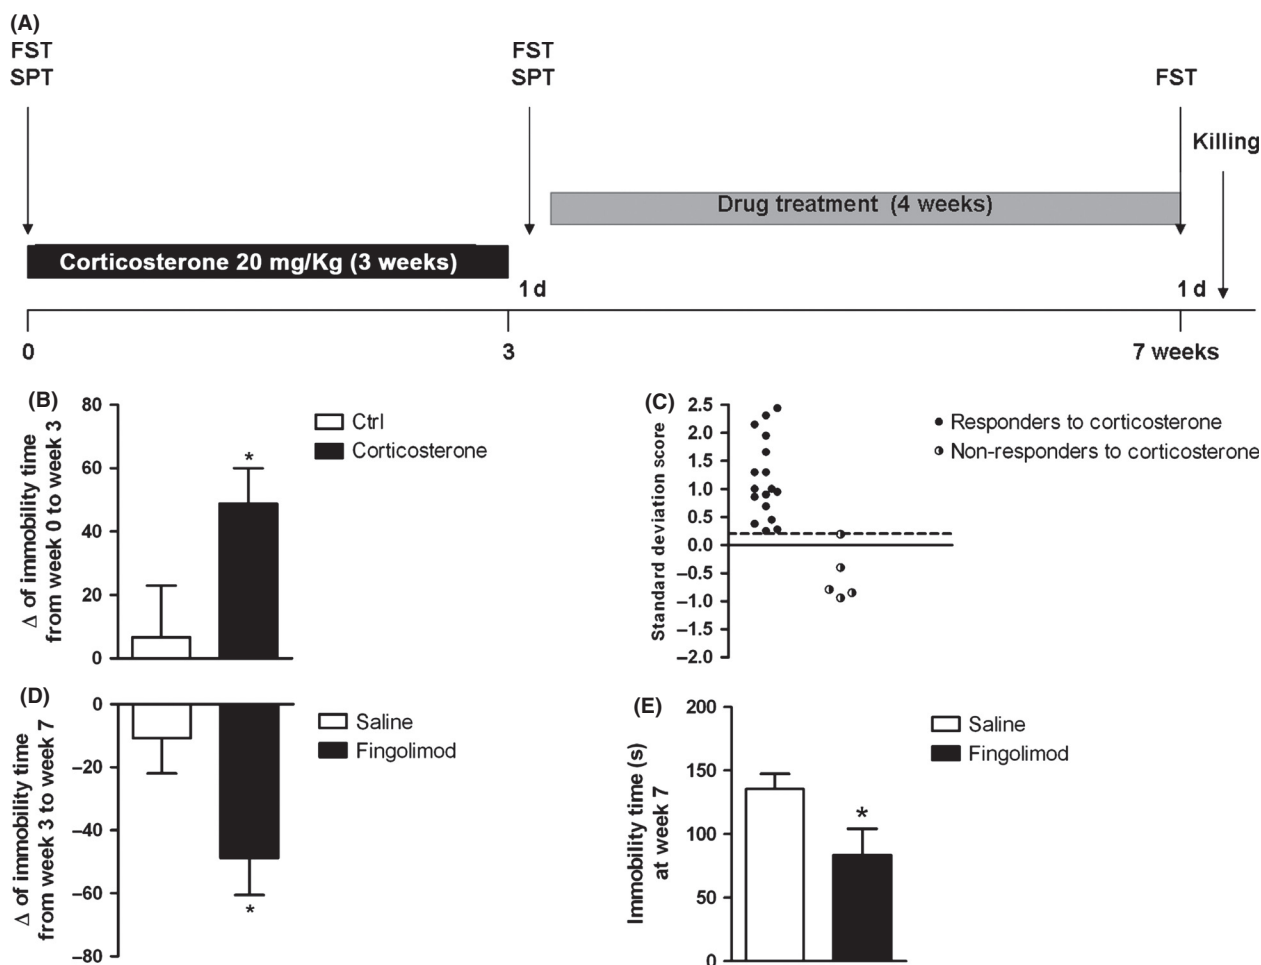 (A)
FST
SPT
FST
SPT
FST
Killing
Drug treatment (4 weeks)
Corticosterone 20 mg/Kg (3 weeks)
1 d
1 d
0
3
7 weeks
(B)
80
60
40
20
0
Δ of immobility time
from week 0 to week 3
*
Ctrl
Corticosterone
(C)
2.5
2.0
1.5
1.0
0.5
0.0
–0.5
–1.0
–1.5
–2.0
Standard deviation score
Responders to corticosterone
Non-responders to corticosterone
(D)
0
–20
–40
–60
–80
Δ of immobility time
from week 3 to week 7
*
Saline
Fingolimod
(E)
200
150
100
50
0
Immobility time (s)
at week 7
*
Saline
Fingolimod